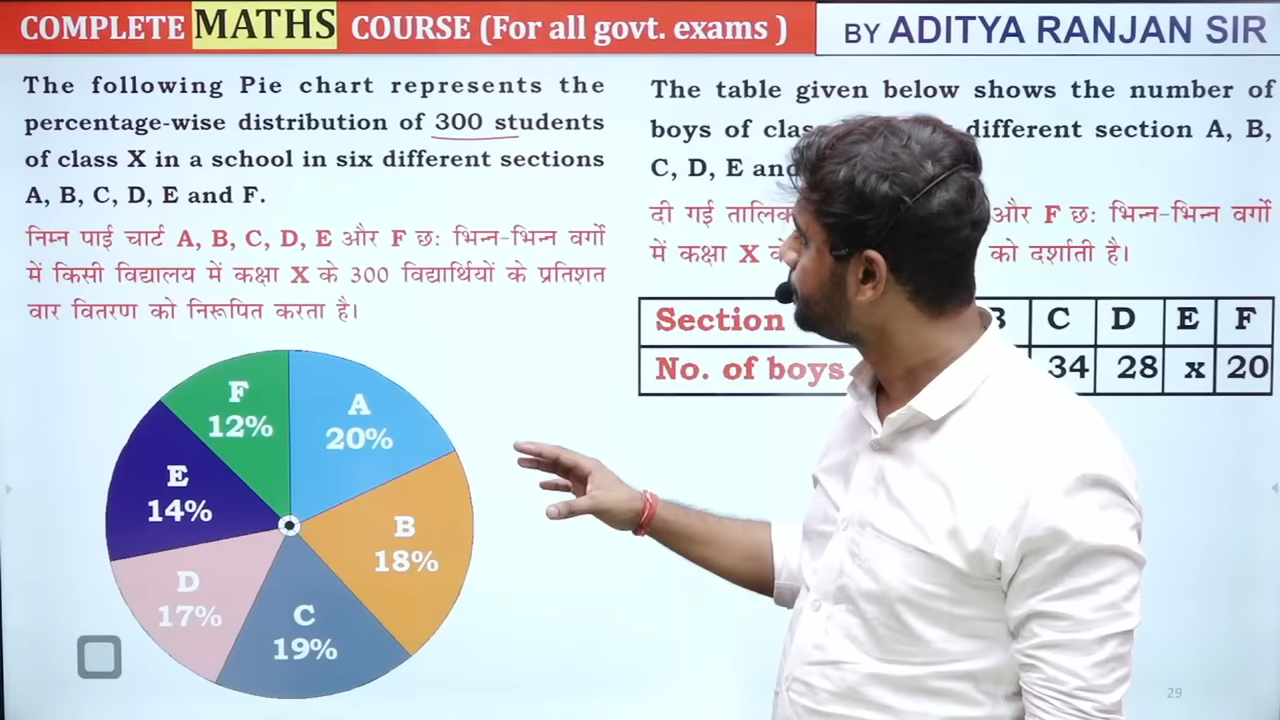 COMPLETE MATHS COURSE (For all govt. exams )
BY ADITYA RANJAN SIR
The following Pie chart represents the
percentage-wise distribution of 300 students
of class X in a school in six different sections
A, B, C, D, E and F.
निम्न पाई चार्ट A, B, C, D, E और F छः भिन्न-भिन्न वर्गों
में किसी विद्यालय में कक्षा X के 300 विद्यार्थियों के प्रतिशत
वार वितरण को निरूपित करता है।
F
12%
A
20%
E
14%
B
18%
D
17%
C
19%
The table given below shows the number of
boys of different section A, B,
C, D, E
दी गई और F छः भिन्न-भिन्न वर्गों
में कक्षा X को दर्शाती है।
Section C D E F
No. of boys 34 28 x 20
29